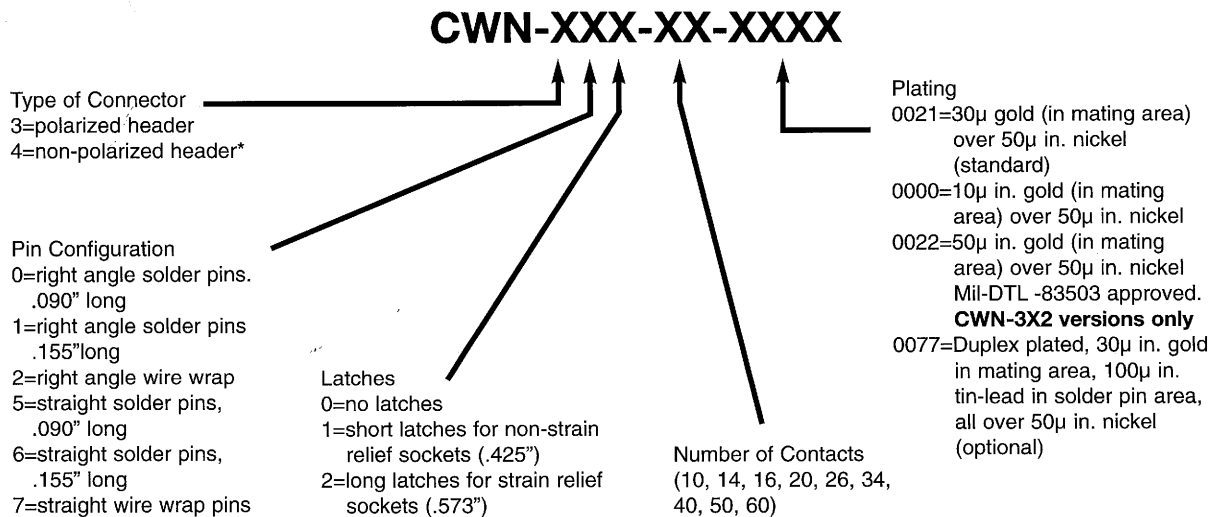 CWN-XXX-XX-XXXX
Type of Connector
3=polarized header
4=non-polarized header*
Pin Configuration
0=right angle solder pins.
.090” long
1=right angle solder pins
.155”long
2=right angle wire wrap
5=straight solder pins,
.090” long
6=straight solder pins,
.155” long
7=straight wire wrap pins
Latches
0=no latches
1=short latches for non-strain
relief sockets (.425”)
2=long latches for strain relief
sockets (.573”)
Number of Contacts
(10, 14, 16, 20, 26, 34,
40, 50, 60)
Plating
0021=30µ gold (in mating area)
over 50µ in. nickel
(standard)
0000=10µ in. gold (in mating
area) over 50µ in. nickel
0022=50µ in. gold (in mating
area) over 50µ in. nickel
Mil-DTL -83503 approved.
CWN-3X2 versions only
0077=Duplex plated, 30µ in. gold
in mating area, 100µ in.
tin-lead in solder pin area,
all over 50µ in. nickel
(optional)